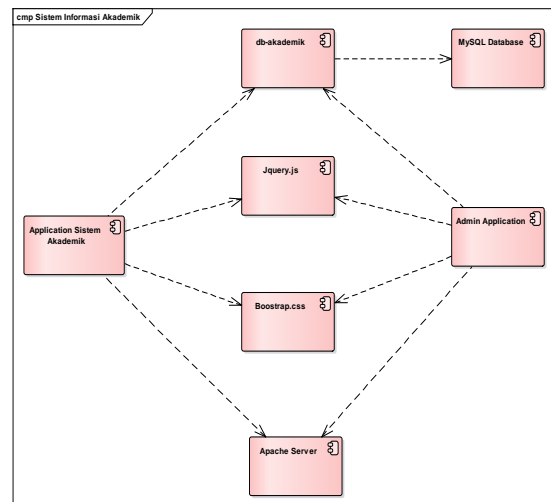 cmp Sistem Informasi Akademik
db-akademik
MySQL Database
Jquery.js
Application Sistem
Akademik
Admin Application
Boostrap.css
Apache Server